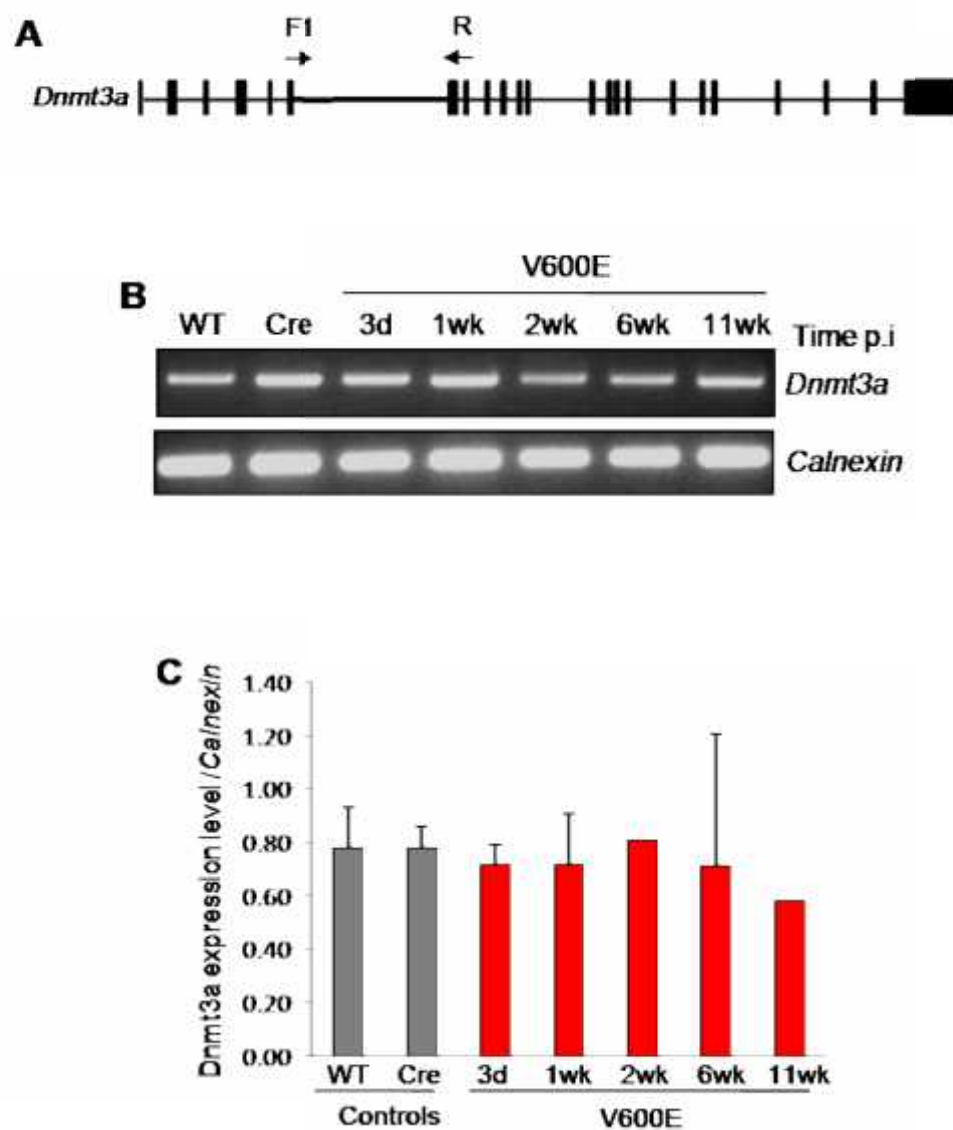 A
F1 R
Dnmt3a
V600E
B
WT Cre 3d 1wk 2wk 6wk 11wk Time p.i
Dnmt3a
Calnexin
C
Dnmt3a expression level /Calnexin
1.40
1.20
1.00
0.80
0.60
0.40
0.20
0.00
WT Cre 3d 1wk 2wk 6wk 11wk
Controls V600E